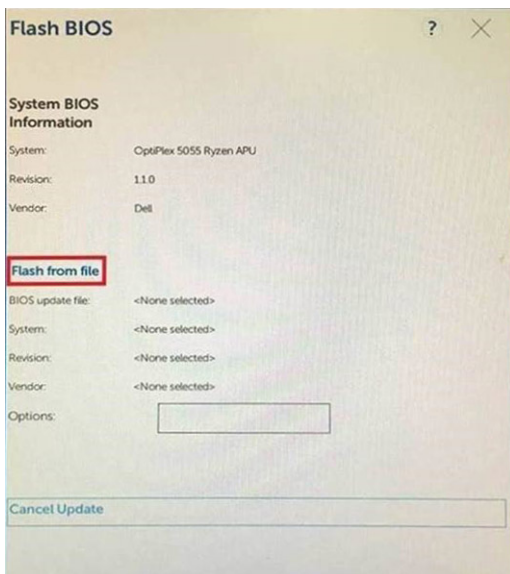 Flash BIOS ?
System BIOS
Information
System: OptiPlex 5055 Ryzen APU
Revision: 1.1.0
Vendor: Dell
Flash from file
BIOS update file: <None selected>
System: <None selected>
Revision: <None selected>
Vendor: <None selected>
Options:
Cancel Update